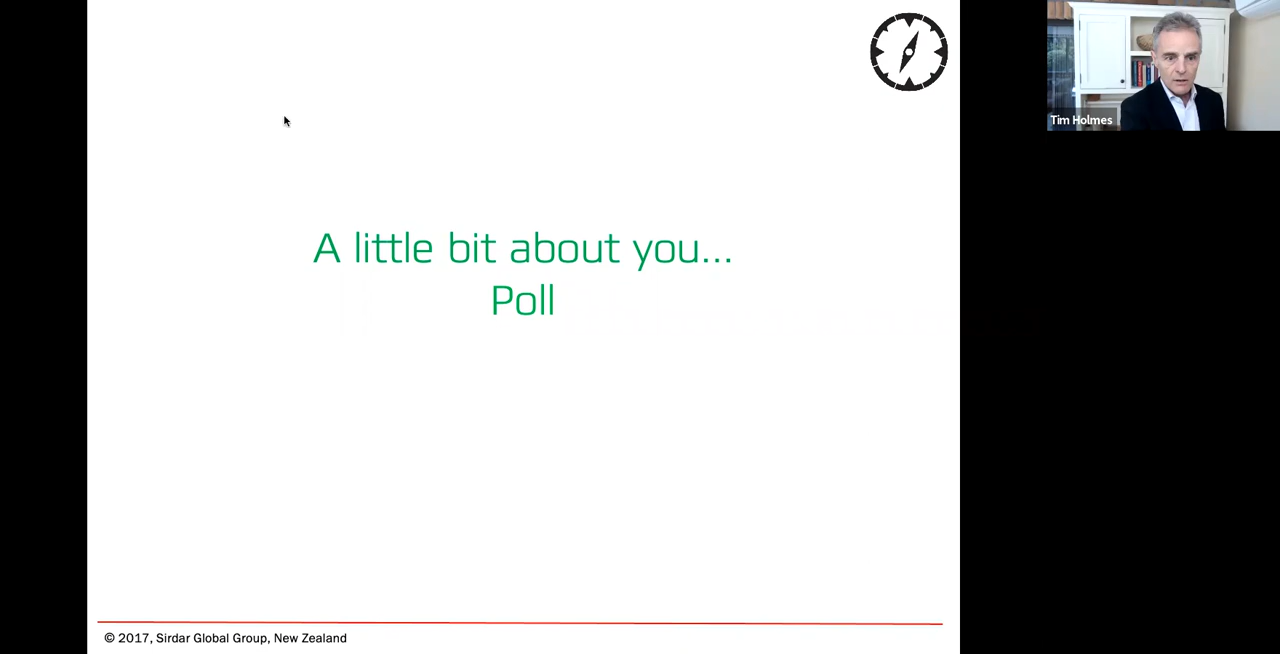 Tim Holmes
A little bit about you...
Poll
© 2017, Sirdar Global Group, New Zealand